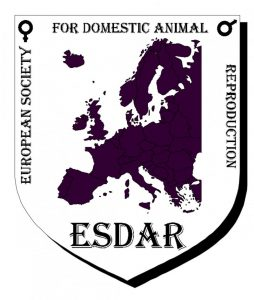 EUROPEAN SOCIETY
FOR DOMESTIC ANIMAL
REPRODUCTION
ESDAR